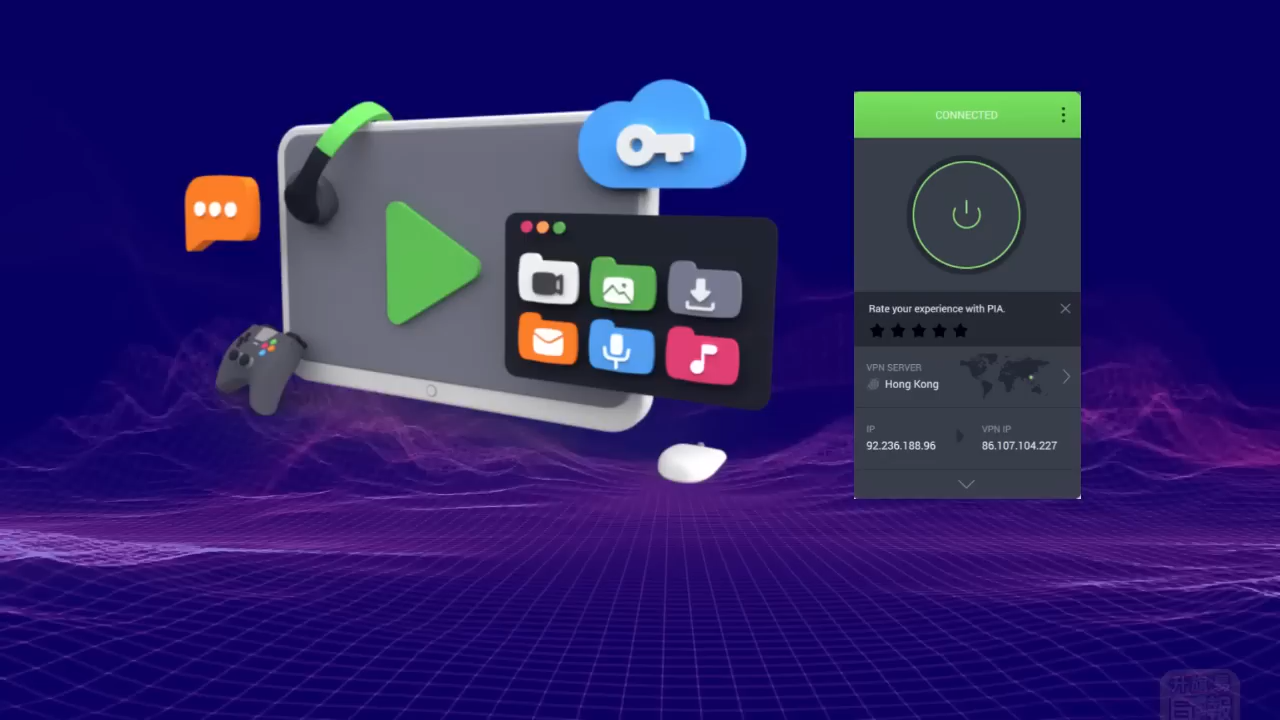 CONNECTED
Rate your experience with PIA.
VPN SERVER
Hong Kong
IP
VPN IP
92.236.188.96
86.107.104.227